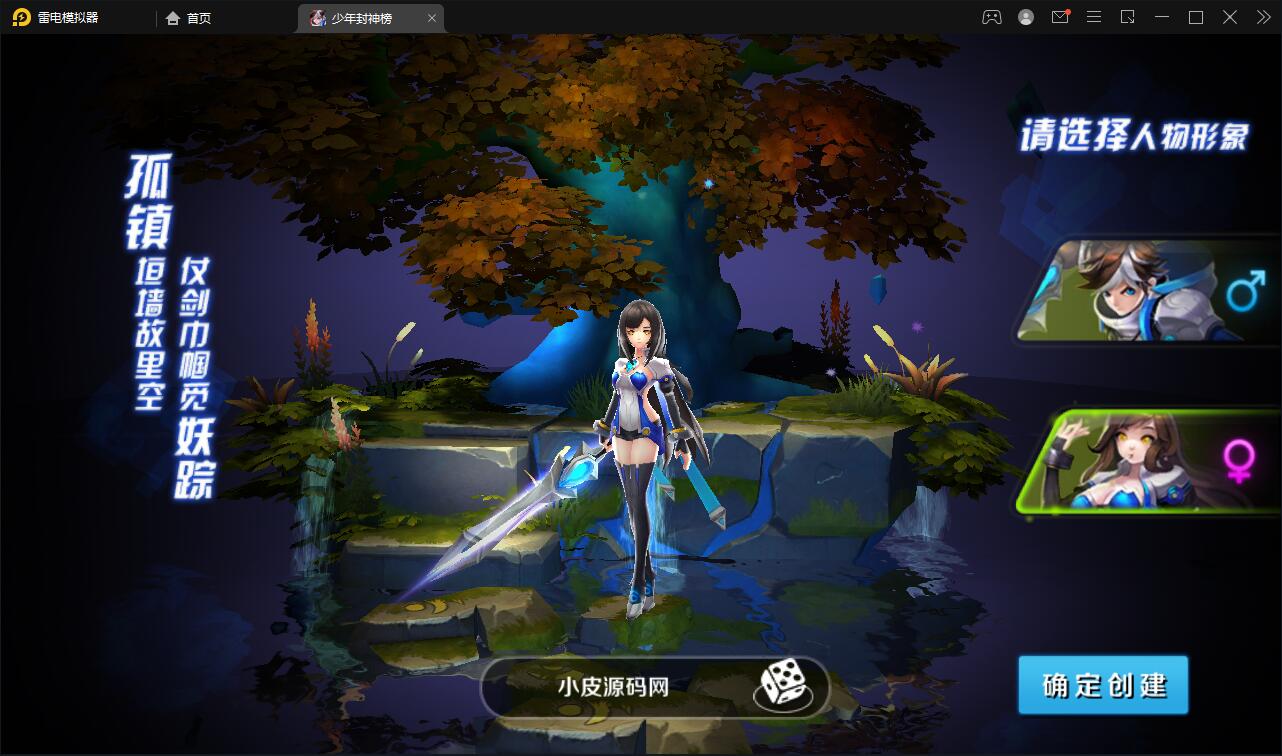 雷电模拟器
首页
少年封神榜
请选择人物形象
孤镇
垣墙故里空
仗剑巾帼觅妖踪
小皮源码网
确定创建